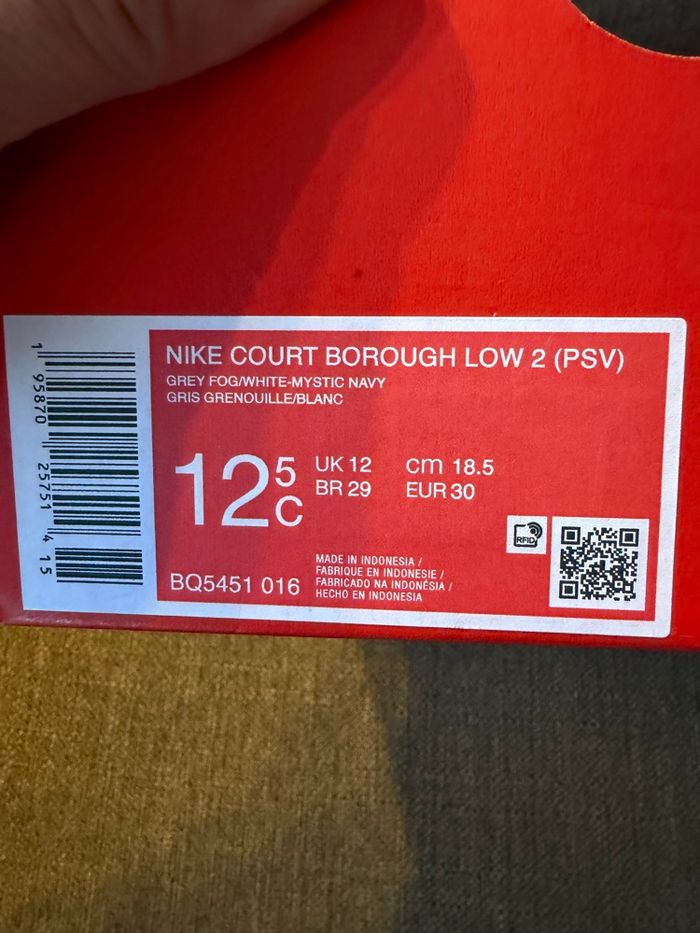 NIKE COURT BOROUGH LOW 2 (PSV)
GREY FOG/WHITE-MYSTIC NAVY
GRIS GRENOUILLE/BLANC
12 5 C
UK 12 cm 18.5
BR 29 EUR 30
BQ5451 016
MADE IN INDONESIA /
FABRIQUE EN INDONESIE /
FABRICADO NA INDONÉSIA /
HECHO EN INDONESIA
RFID
1 95870 25751 4 15